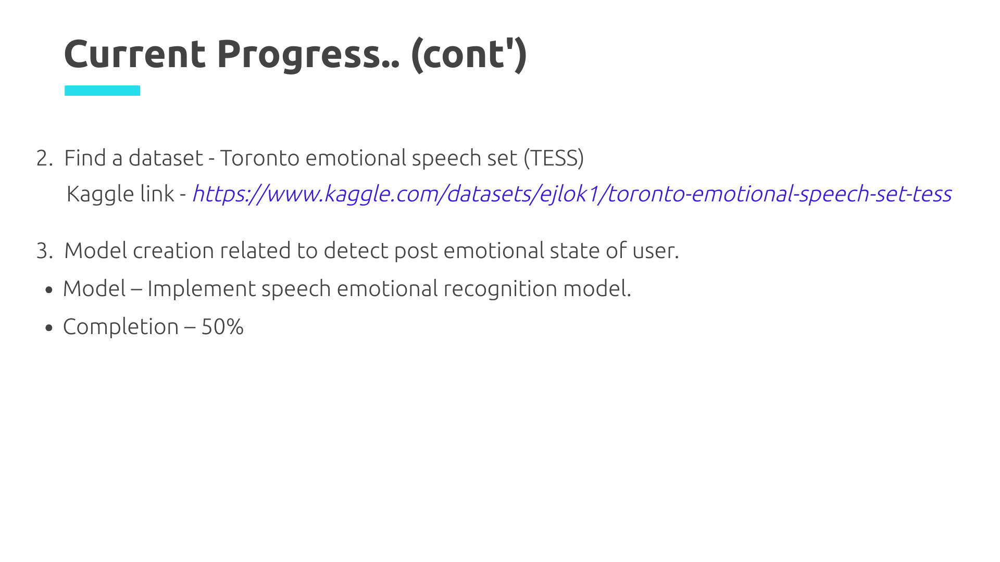 Current Progress.. (cont')
2. Find a dataset - Toronto emotional speech set (TESS)
Kaggle link - https://www.kaggle.com/datasets/ejlok1/toronto-emotional-speech-set-tess
3. Model creation related to detect post emotional state of user.
• Model – Implement speech emotional recognition model.
• Completion – 50%